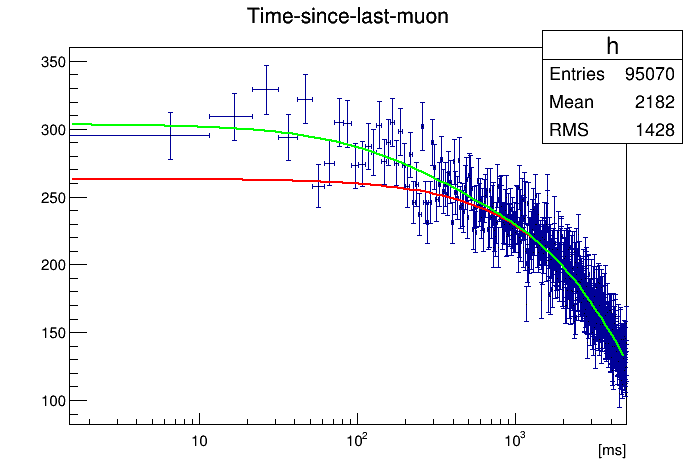 Time-since-last-muon
h
Entries 95070
Mean 2182
RMS 1428
350
300
250
200
150
100
10
10²
10³
[ms]